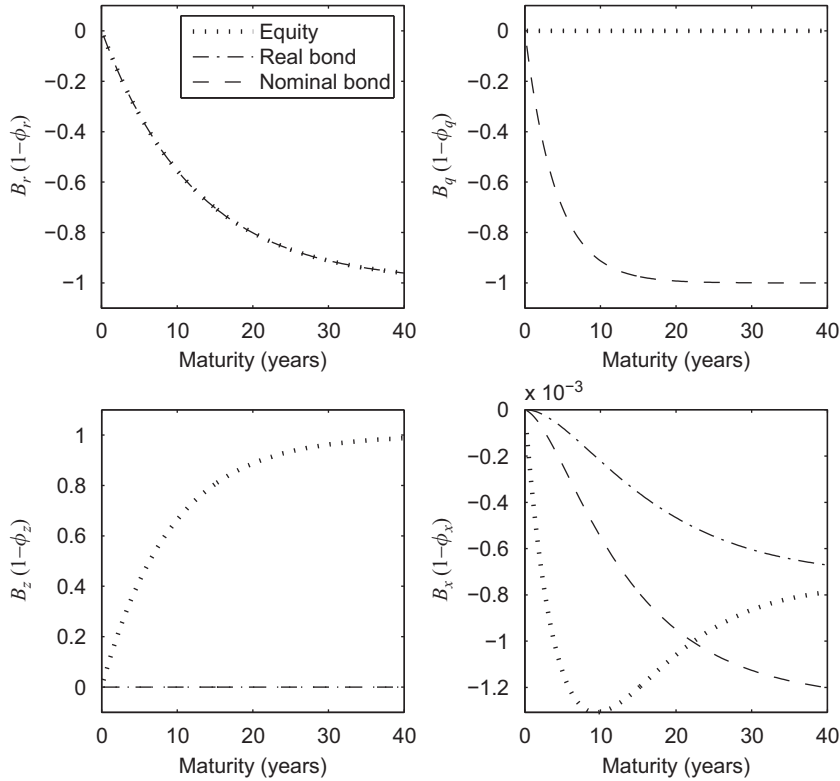 Equity
Real bond
Nominal bond
0
−0.2
−0.4
−0.6
−0.8
−1
B_r (1−ϕ_r)
0 10 20 30 40
Maturity (years)
0
−0.2
−0.4
−0.6
−0.8
−1
B_q (1−ϕ_q)
0 10 20 30 40
Maturity (years)
1
0.8
0.6
0.4
0.2
0
B_z (1−ϕ_z)
0 10 20 30 40
Maturity (years)
x 10⁻³
0
−0.2
−0.4
−0.6
−0.8
−1
−1.2
B_x (1−ϕ_x)
0 10 20 30 40
Maturity (years)